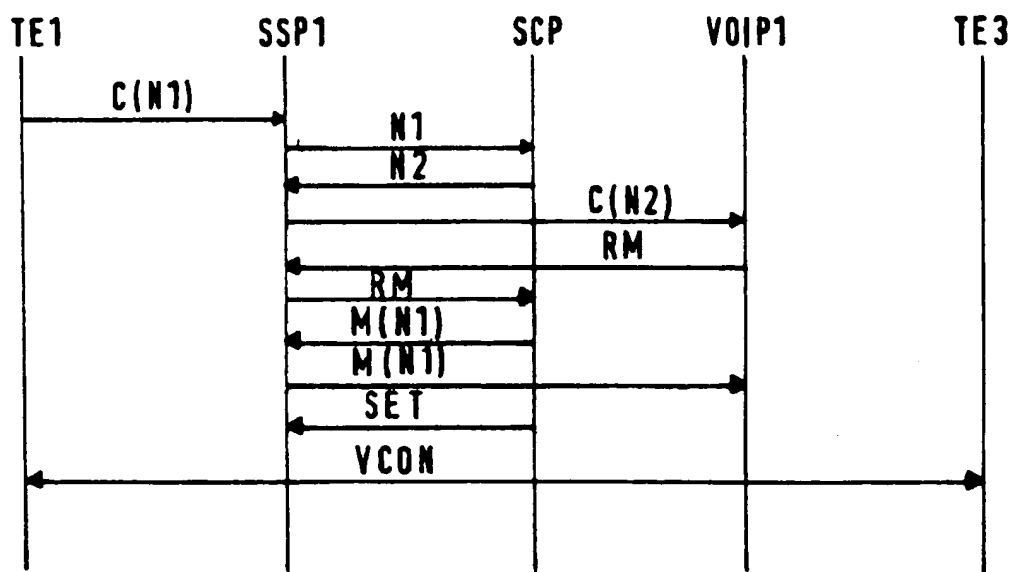 TE1 SSP1 SCP VOIP1 TE3
C(N1)
N1
N2
C(N2)
RM
RM
M(N1)
M(N1)
SET
VCON